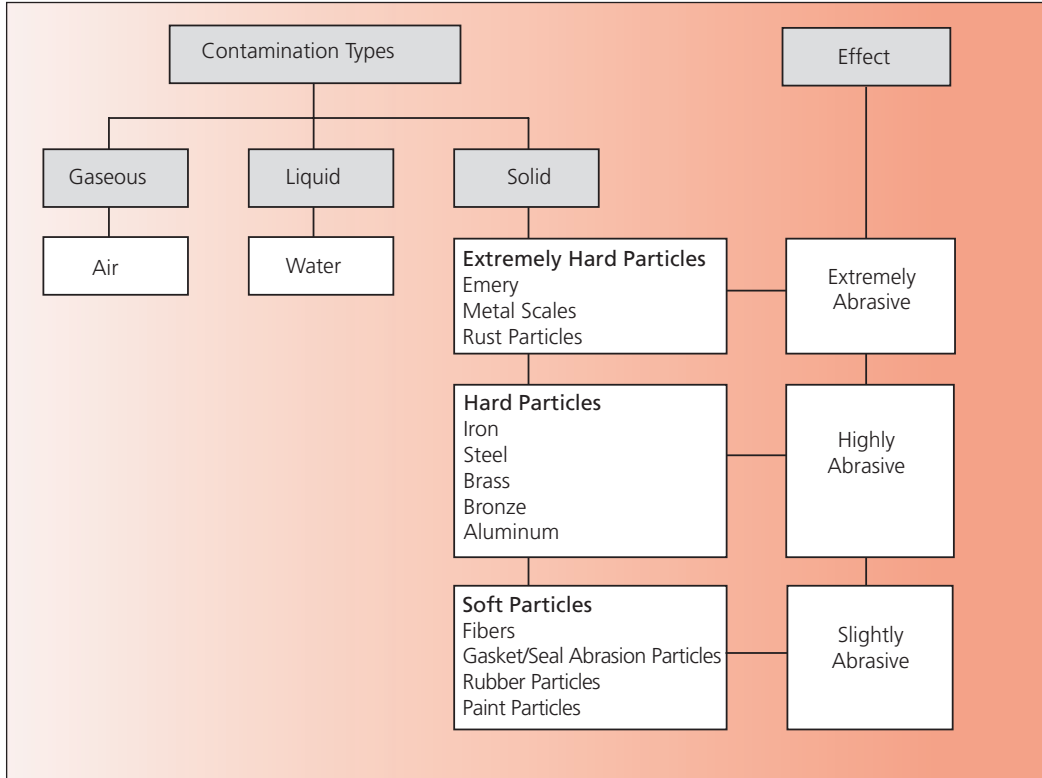 Contamination Types
Effect
Gaseous
Liquid
Solid
Air
Water
Extremely Hard Particles
Emery
Metal Scales
Rust Particles
Extremely
Abrasive
Hard Particles
Iron
Steel
Brass
Bronze
Aluminum
Highly
Abrasive
Soft Particles
Fibers
Gasket/Seal Abrasion Particles
Rubber Particles
Paint Particles
Slightly
Abrasive